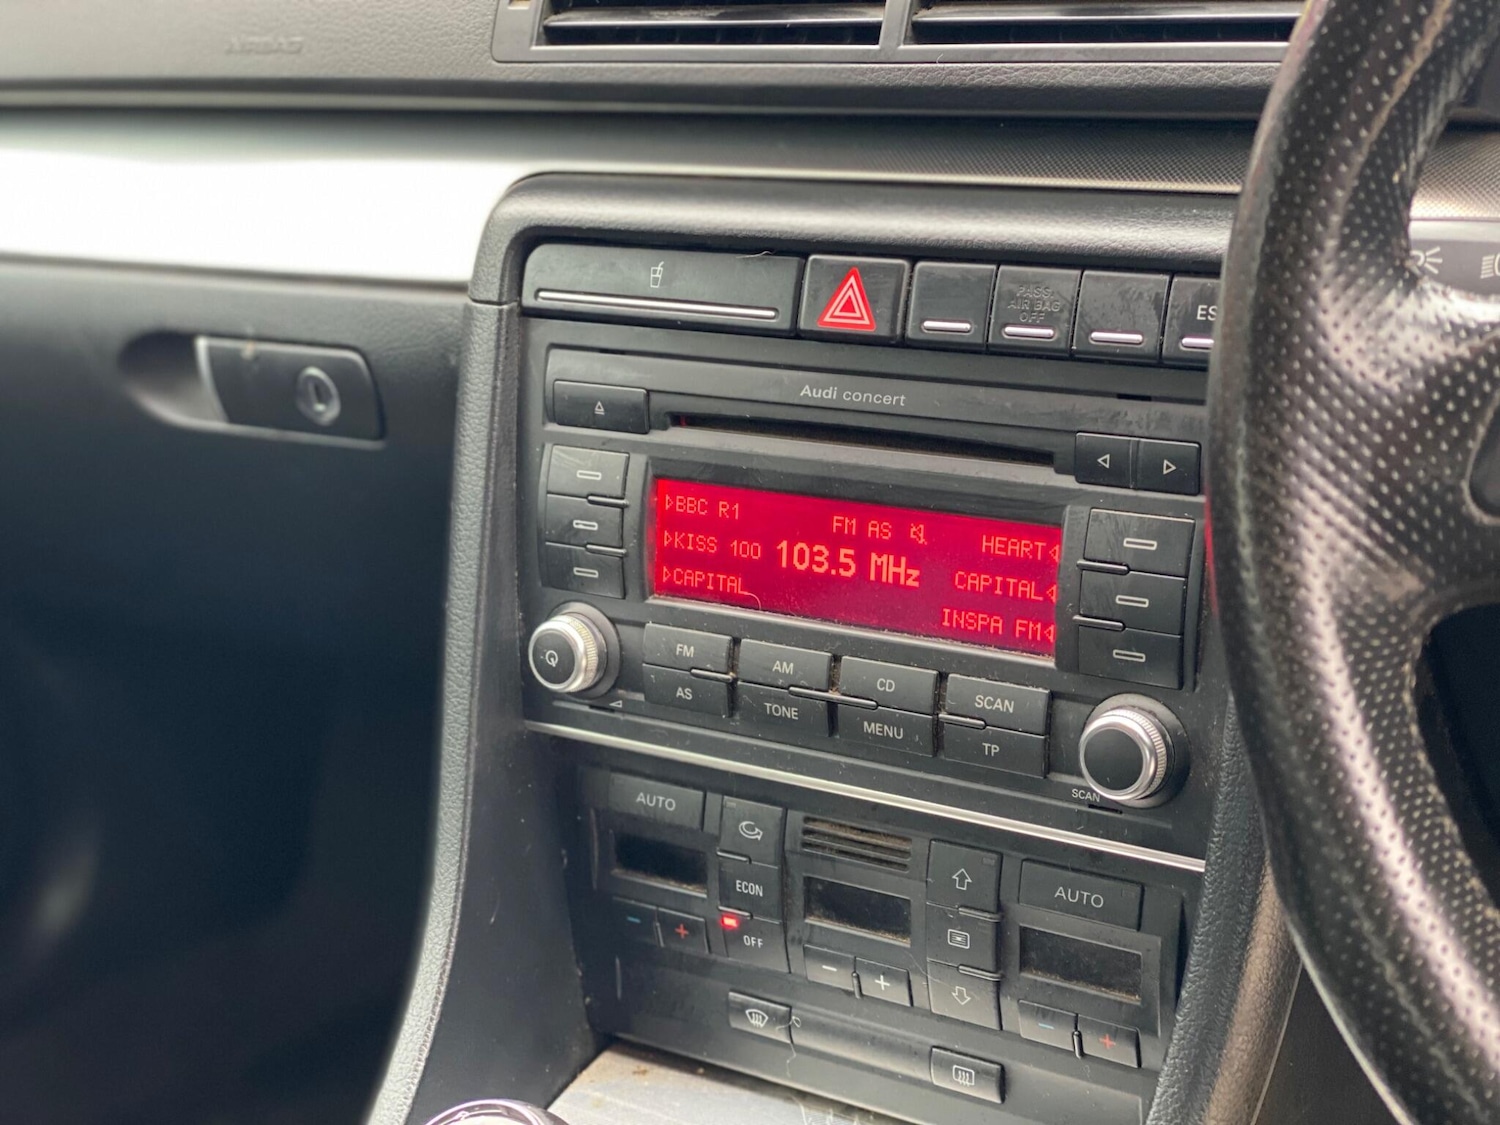 AIRBAG
PASS.
AIR BAG
OFF
Audi concert
BBC R1
FM AS
HEART
KISS 100
103.5 MHz
CAPITAL
CAPITAL
INSPA FM
FM
AM
CD
SCAN
AS
TONE
MENU
TP
SCAN
AUTO
ECON
OFF
AUTO